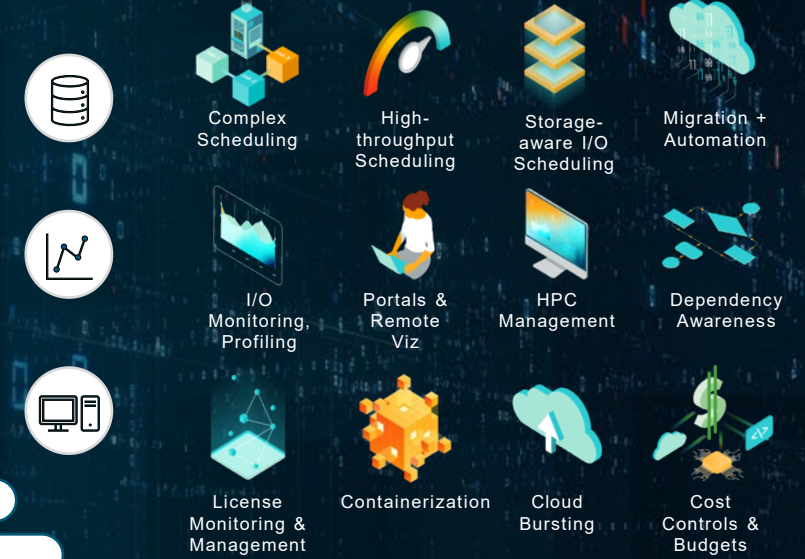 Complex
Scheduling
High-
throughput
Scheduling
Storage-
aware I/O
Scheduling
Migration +
Automation
I/O
Monitoring,
Profiling
Portals &
Remote
Viz
HPC
Management
Dependency
Awareness
License
Monitoring &
Management
Containerization
Cloud
Bursting
Cost
Controls &
Budgets